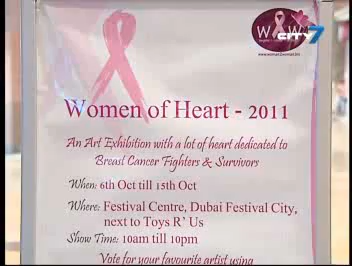 W W
CITY 7
Women of Heart - 2011
An Art Exhibition with a lot of heart dedicated to
Breast Cancer Fighters & Survivors
When: 6th Oct till 15th Oct
Where: Festival Centre, Dubai Festival City,
next to Toys R' Us
Show Time: 10am till 10pm
Vote for your favourite artist using